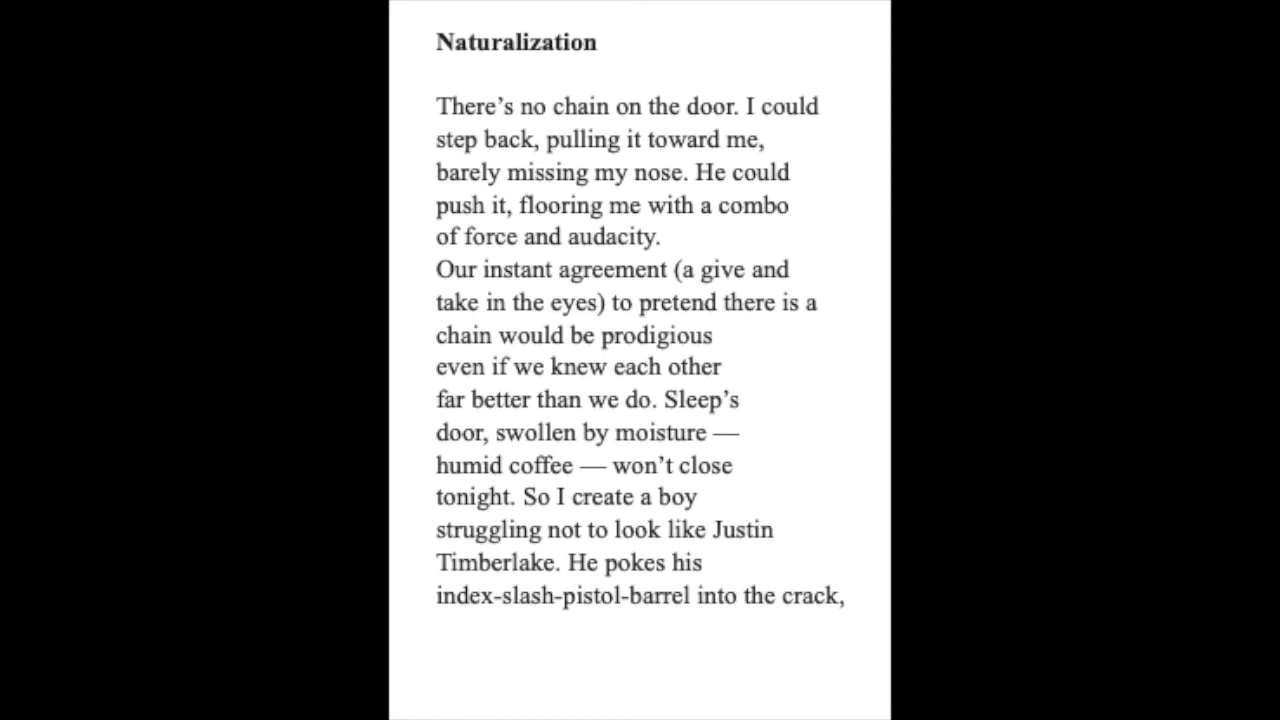 Naturalization
There’s no chain on the door. I could
step back, pulling it toward me,
barely missing my nose. He could
push it, flooring me with a combo
of force and audacity.
Our instant agreement (a give and
take in the eyes) to pretend there is a
chain would be prodigious
even if we knew each other
far better than we do. Sleep’s
door, swollen by moisture —
humid coffee — won’t close
tonight. So I create a boy
struggling not to look like Justin
Timberlake. He pokes his
index-slash-pistol-barrel into the crack,